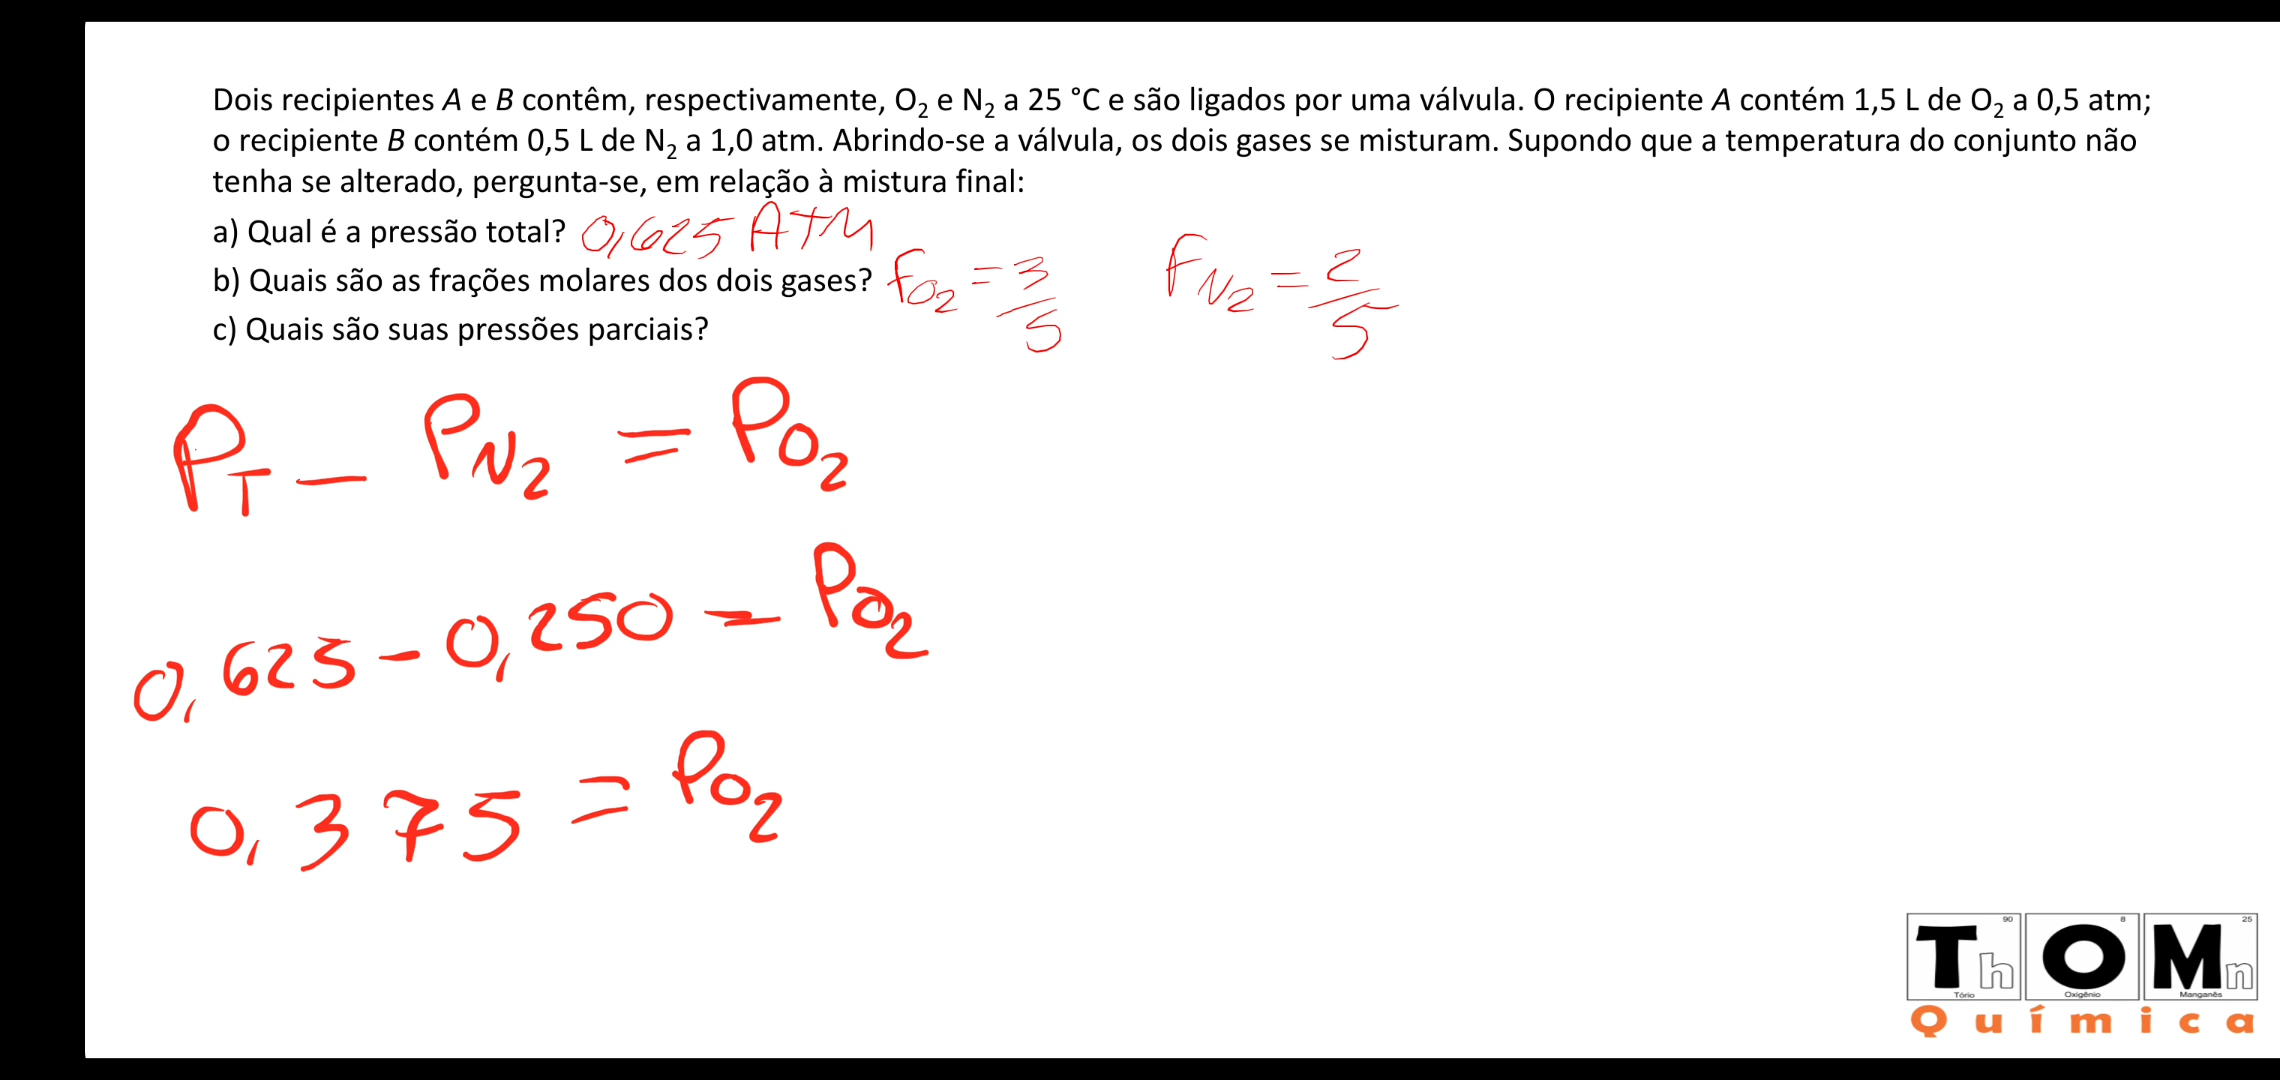 Dois recipientes A e B contêm, respectivamente, O₂ e N₂ a 25 °C e são ligados por uma válvula. O recipiente A contém 1,5 L de O₂ a 0,5 atm;
o recipiente B contém 0,5 L de N₂ a 1,0 atm. Abrindo-se a válvula, os dois gases se misturam. Supondo que a temperatura do conjunto não
tenha se alterado, pergunta-se, em relação à mistura final:
a) Qual é a pressão total? 0,625 ATM
b) Quais são as frações molares dos dois gases? fO₂ = 3/5 FN₂ = 2/5
c) Quais são suas pressões parciais?
PT - PN₂ = PO₂
0,625 - 0,250 = PO₂
0,375 = PO₂
90 8 25
Th O Mn
Tório Oxigênio Manganês
Química